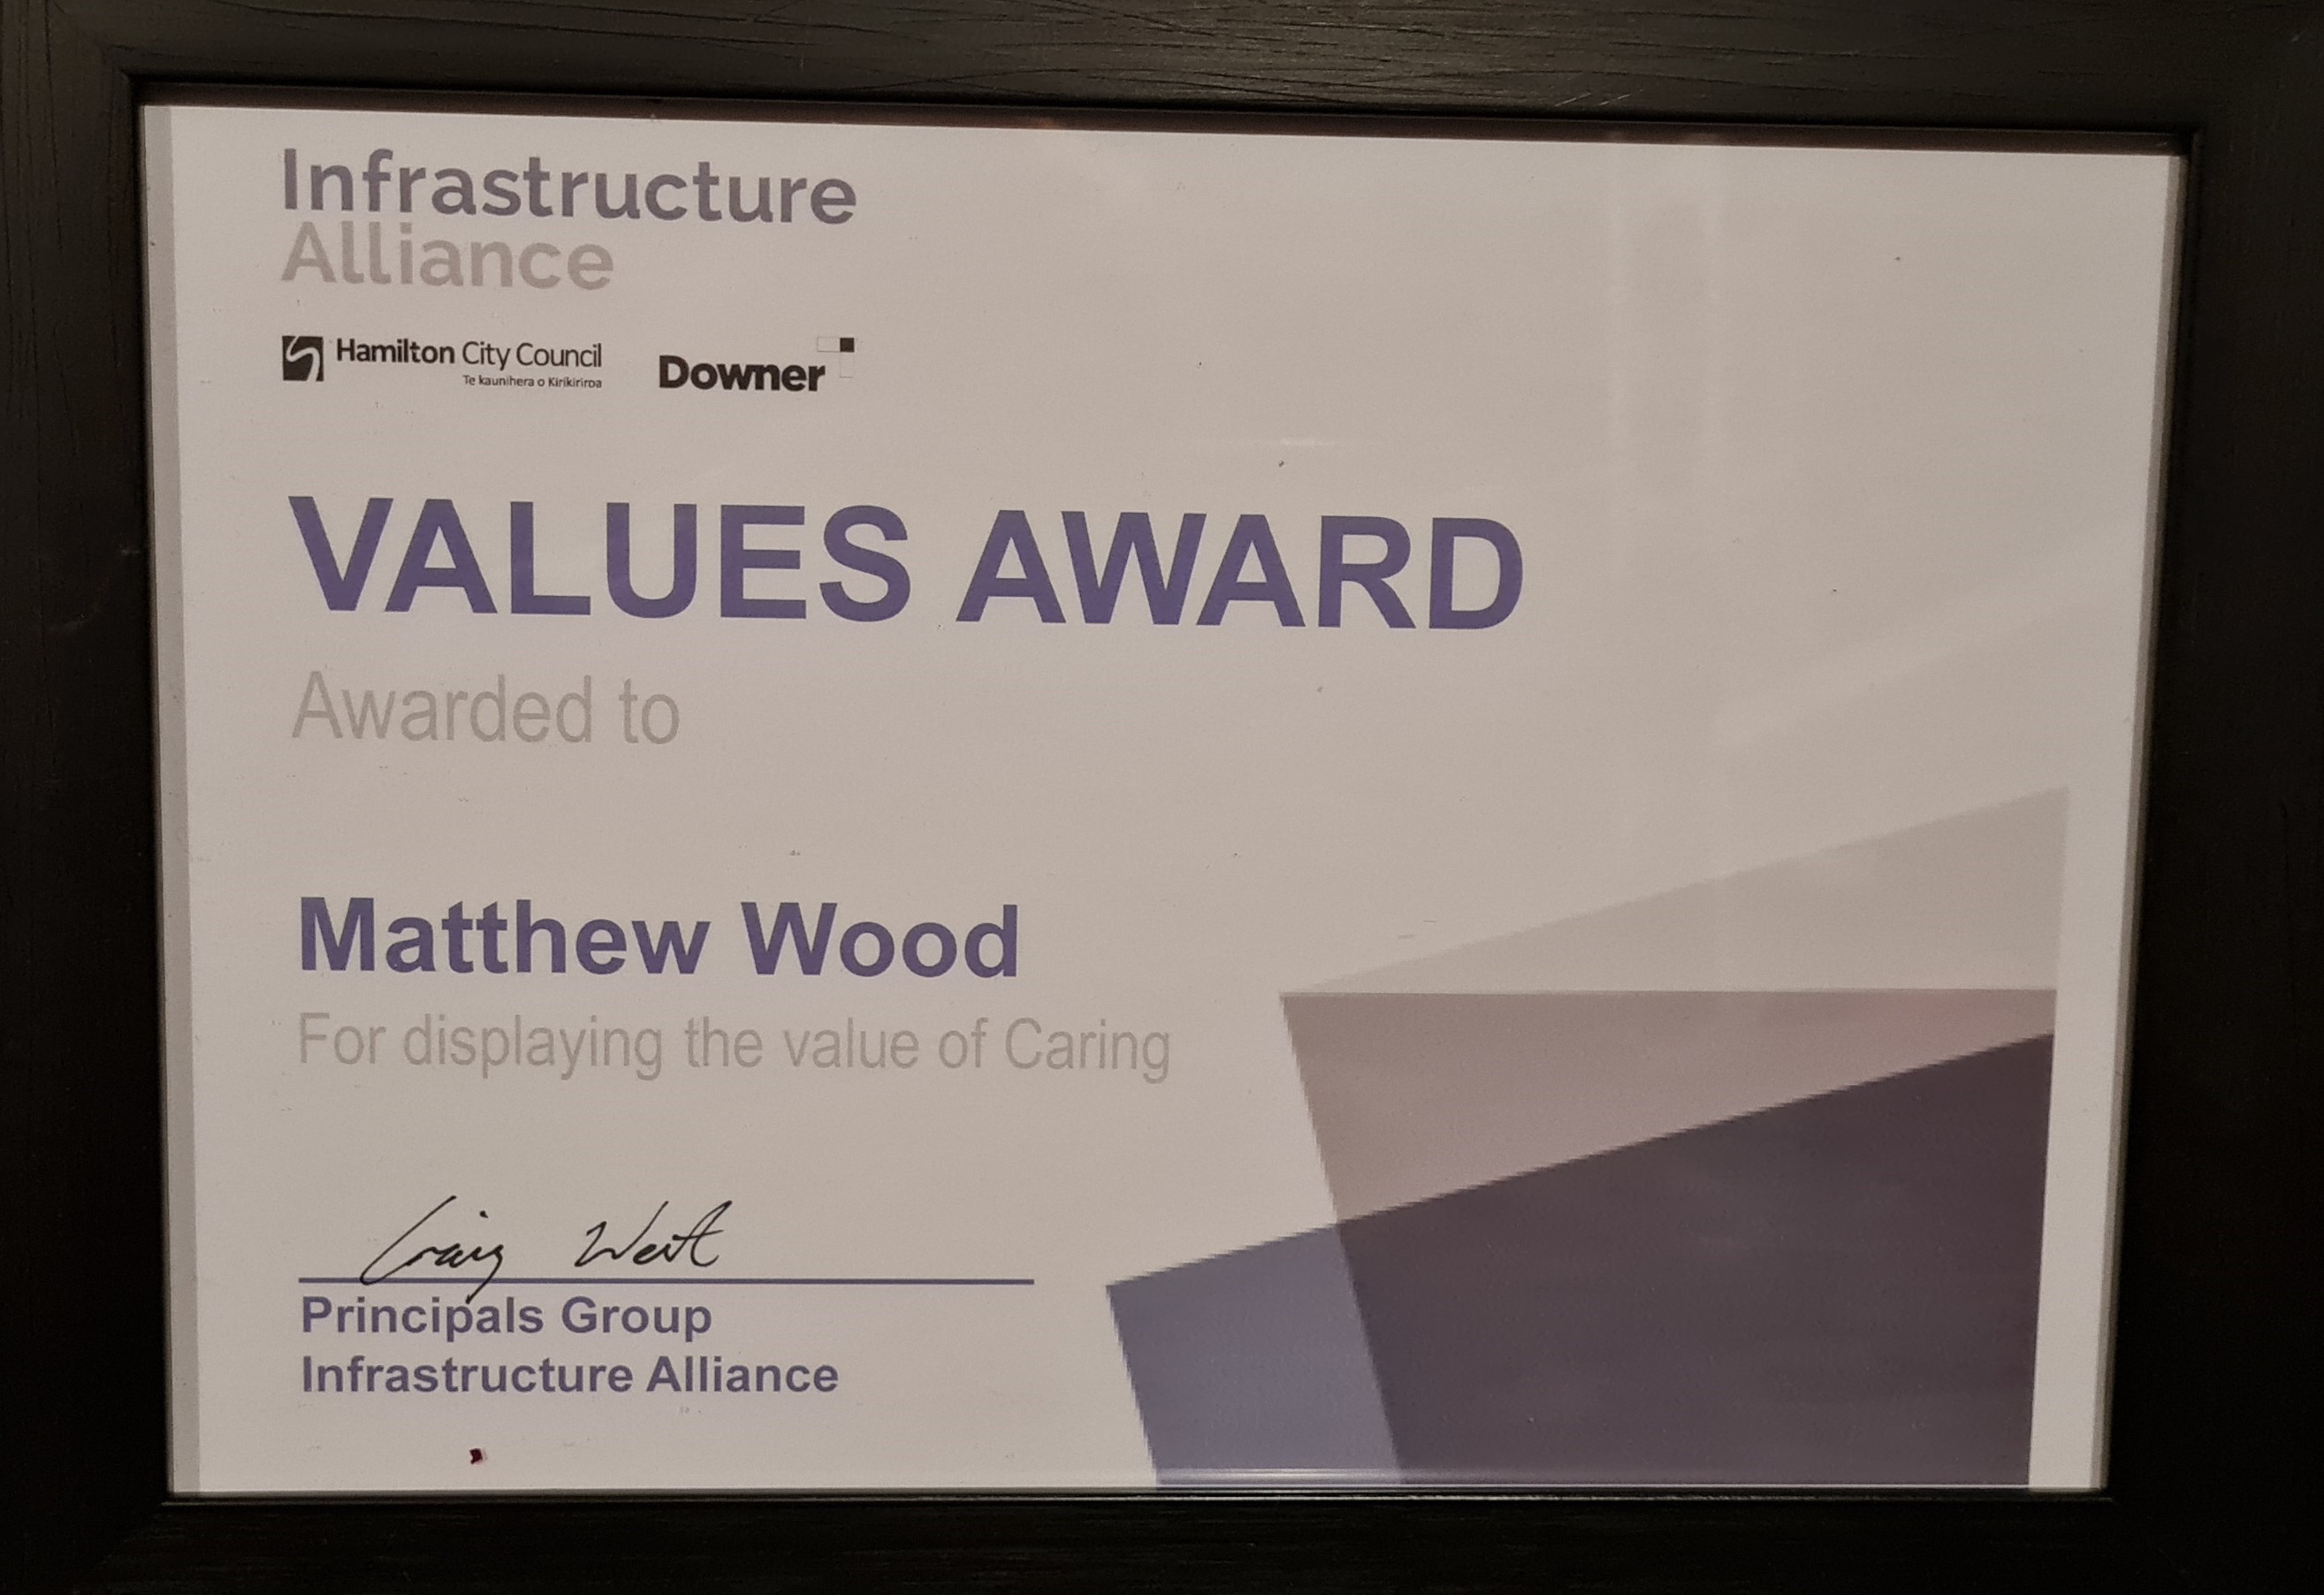 Infrastructure
Alliance
Hamilton City Council
Te kaunihera o Kirikiriroa
Downer
VALUES AWARD
Awarded to
Matthew Wood
For displaying the value of Caring
Craig West
Principals Group
Infrastructure Alliance